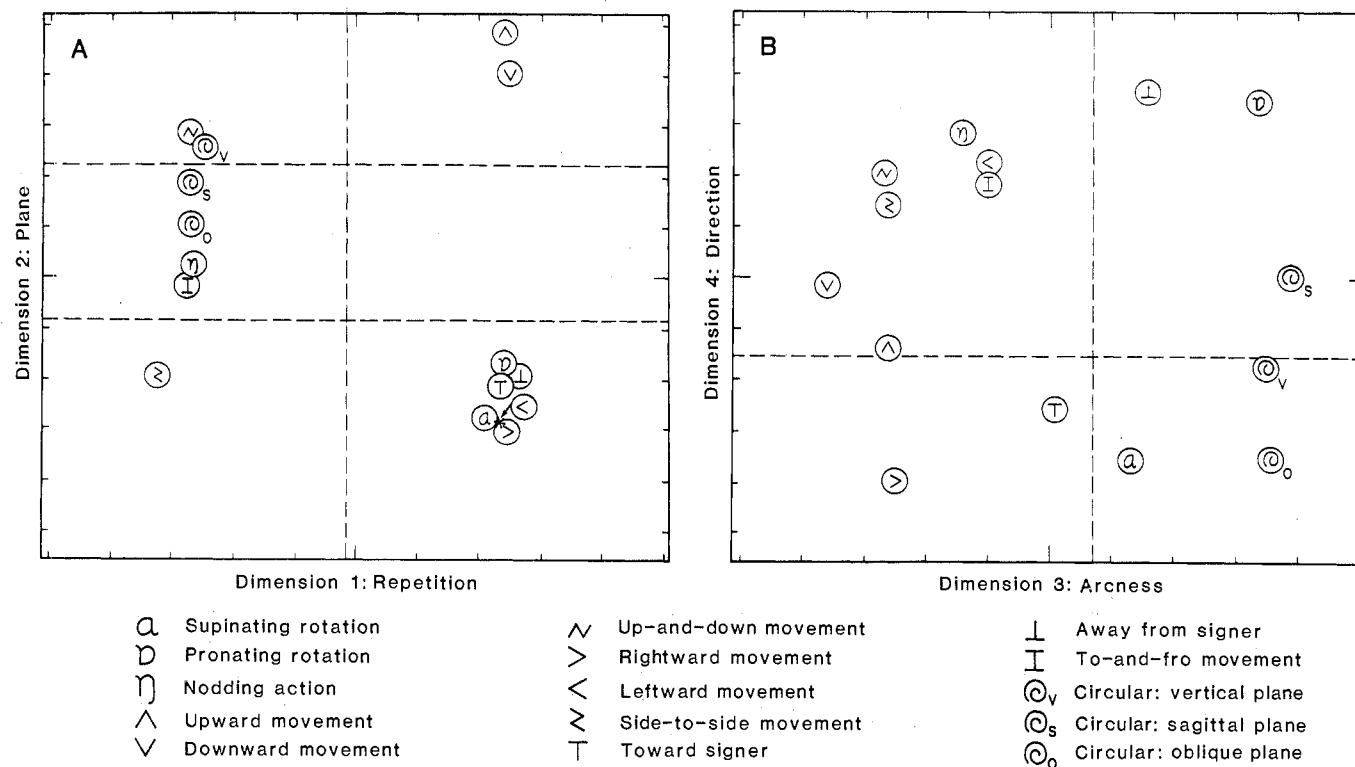 A
B
Dimension 2: Plane
Dimension 4: Direction
Dimension 1: Repetition
Dimension 3: Arcness
V
S
O
S
V
O
a Supinating rotation
ɒ Pronating rotation
η Nodding action
∧ Upward movement
∨ Downward movement
N Up-and-down movement
> Rightward movement
< Leftward movement
Side-to-side movement
T Toward signer
⊥ Away from signer
I To-and-fro movement
V Circular: vertical plane
S Circular: sagittal plane
O Circular: oblique plane